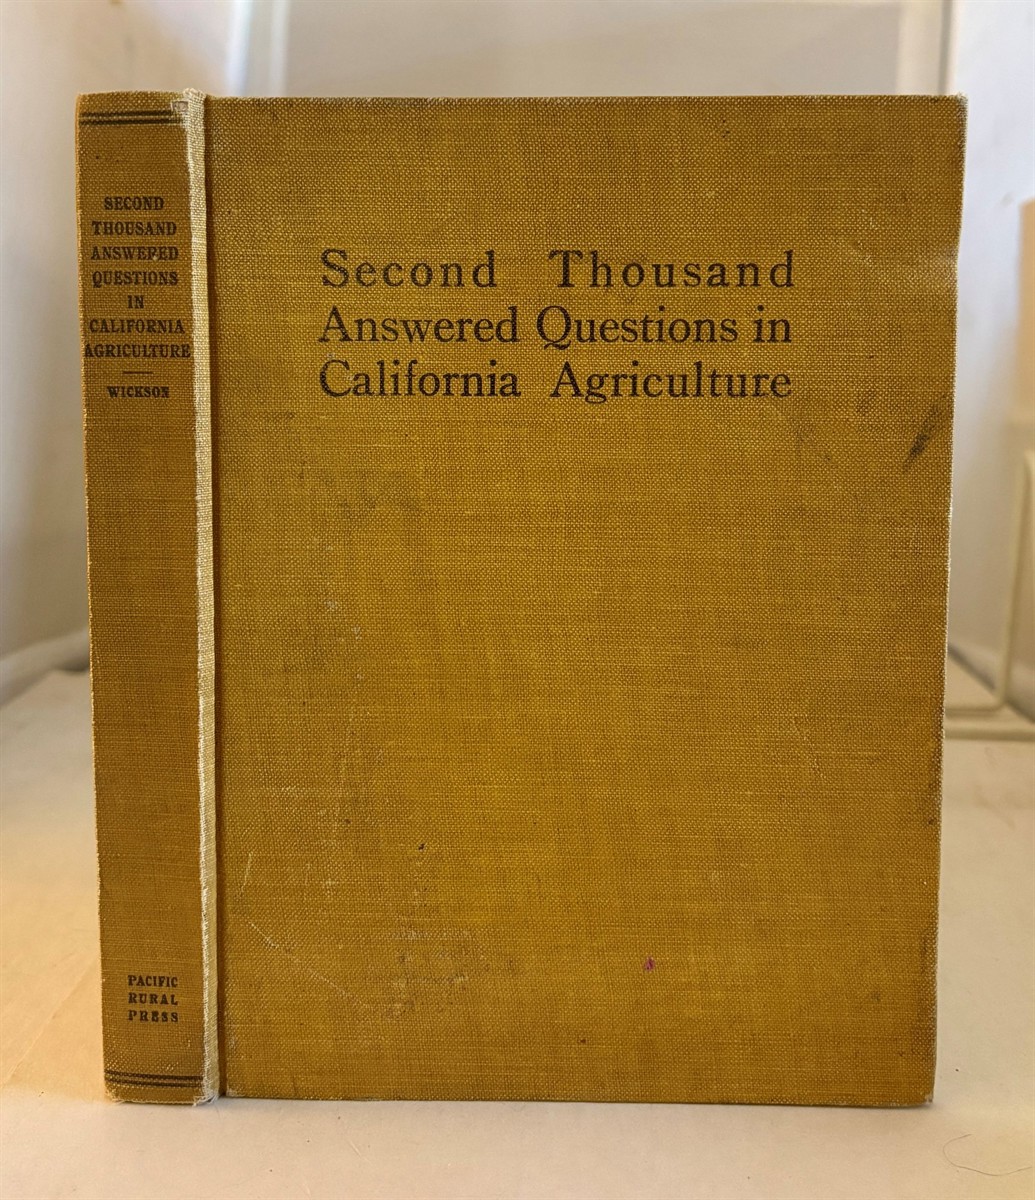 SECOND
THOUSAND
ANSWERED
QUESTIONS
IN
CALIFORNIA
AGRICULTURE
WICKSON
PACIFIC
RURAL
PRESS
Second Thousand
Answered Questions in
California Agriculture